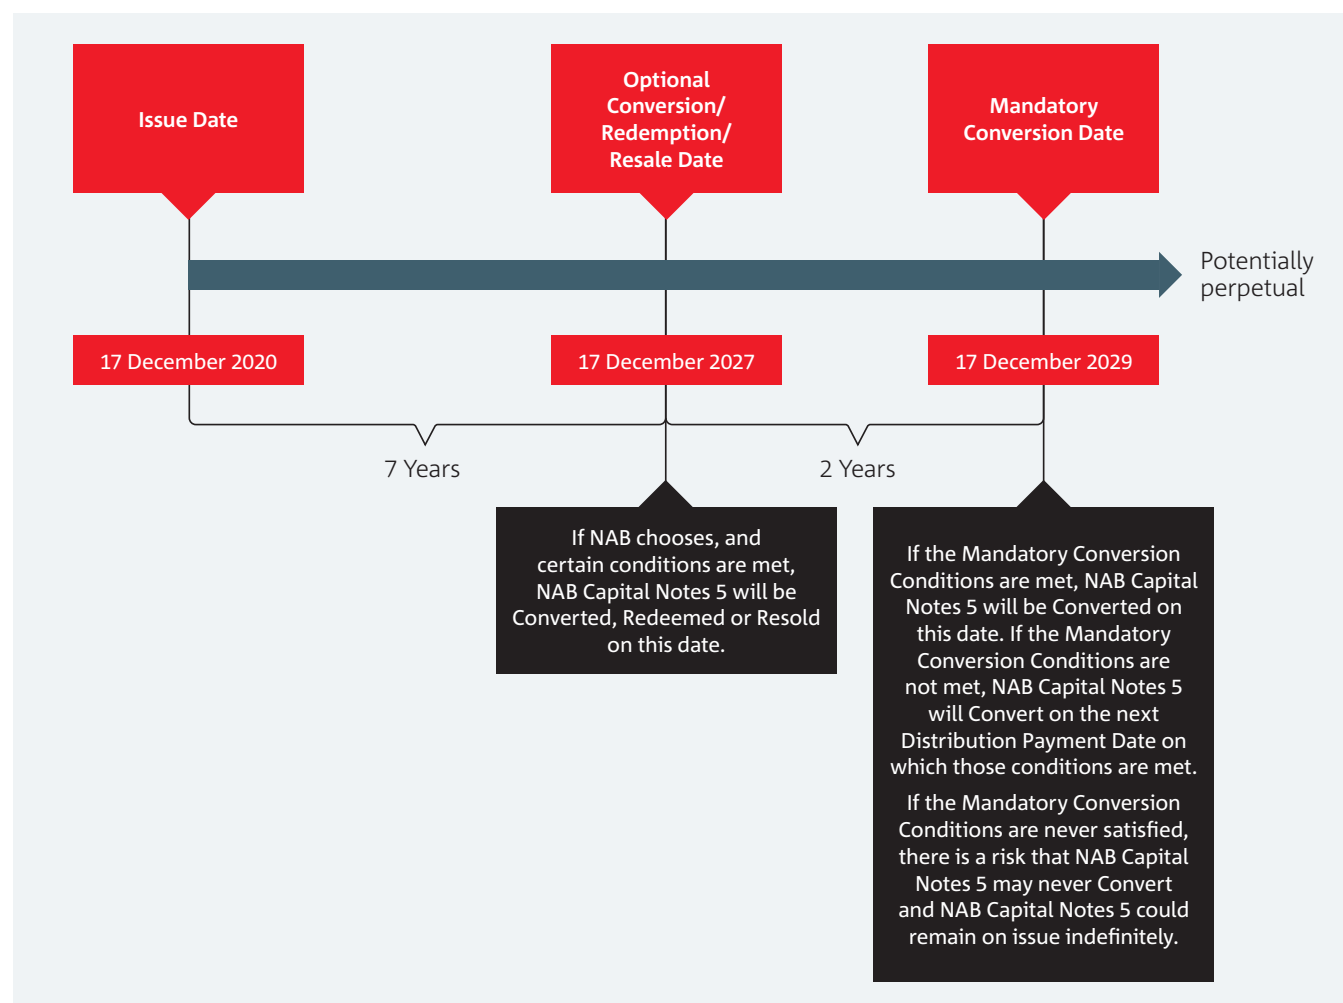 Issue Date
Optional
Conversion/
Redemption/
Resale Date
Mandatory
Conversion Date
Potentially
perpetual
17 December 2020
17 December 2027
17 December 2029
7 Years
2 Years
If NAB chooses, and
certain conditions are met,
NAB Capital Notes 5 will be
Converted, Redeemed or Resold
on this date.
If the Mandatory Conversion
Conditions are met, NAB Capital
Notes 5 will be Converted on
this date. If the Mandatory
Conversion Conditions are
not met, NAB Capital Notes 5
will Convert on the next
Distribution Payment Date on
which those conditions are met.
If the Mandatory Conversion
Conditions are never satisfied,
there is a risk that NAB Capital
Notes 5 may never Convert
and NAB Capital Notes 5 could
remain on issue indefinitely.